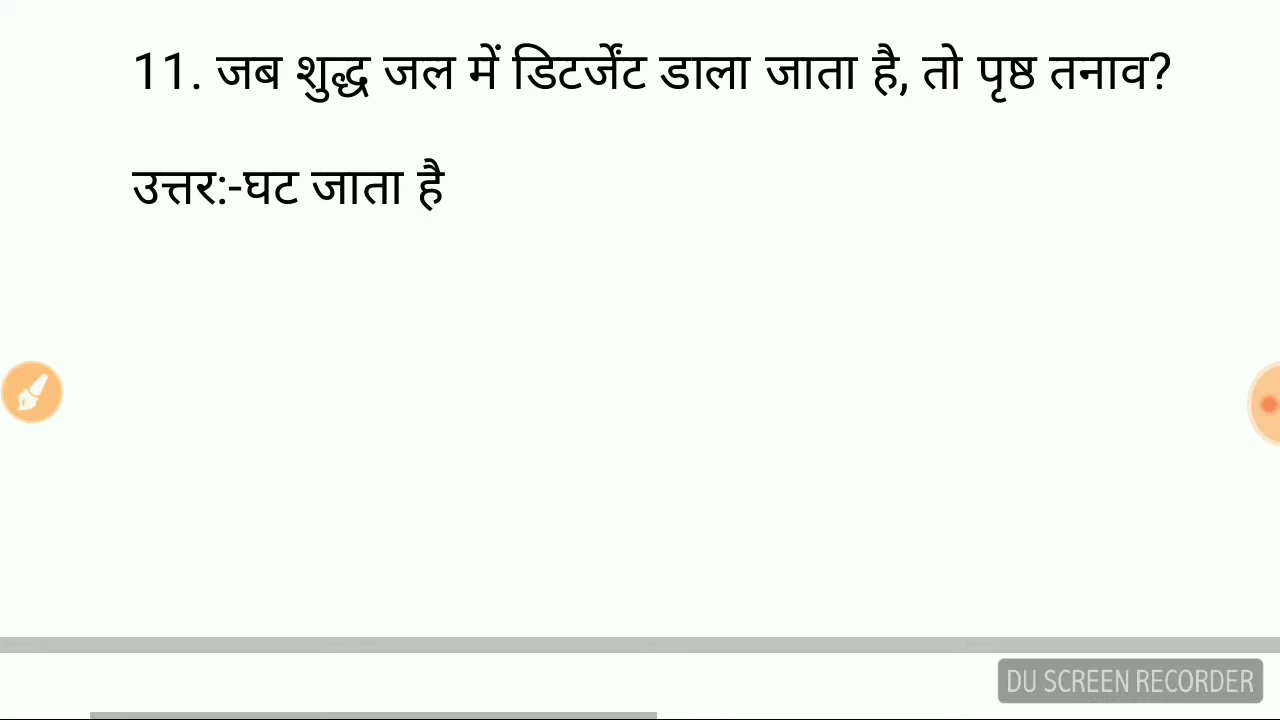 11. जब शुद्ध जल में डिटर्जेंट डाला जाता है, तो पृष्ठ तनाव?
उत्तर:-घट जाता है
DU SCREEN RECORDER